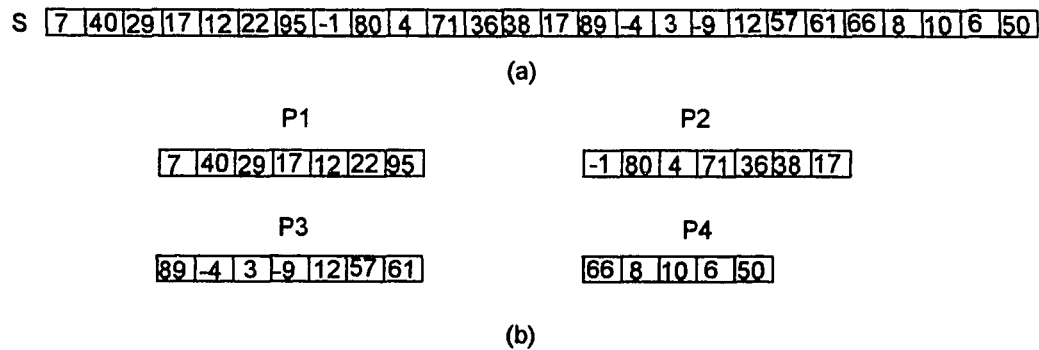 S 7 40 29 17 12 22 95 -1 80 4 71 36 38 17 89 -4 3 -9 12 57 61 66 8 10 6 50
(a)
P1 P2
7 40 29 17 12 22 95 -1 80 4 71 36 38 17
P3 P4
89 -4 3 -9 12 57 61 66 8 10 6 50
(b)